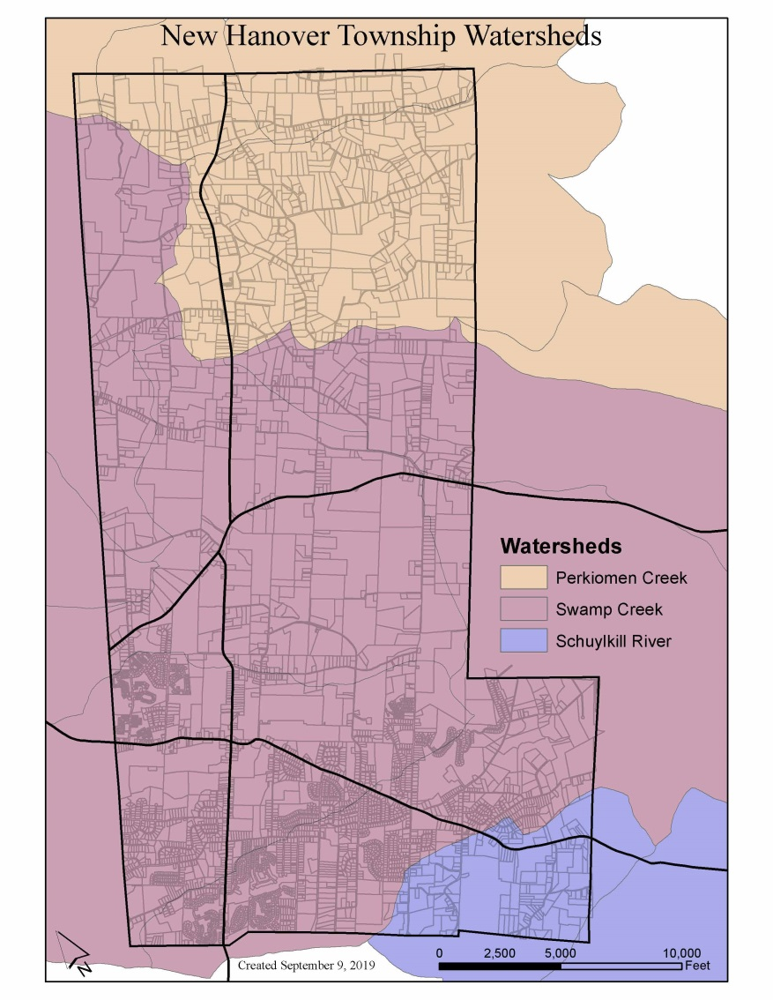 New Hanover Township Watersheds
Watersheds
Perkiomen Creek
Swamp Creek
Schuylkill River
N
Created September 9, 2019
0 2,500 5,000 10,000
Feet